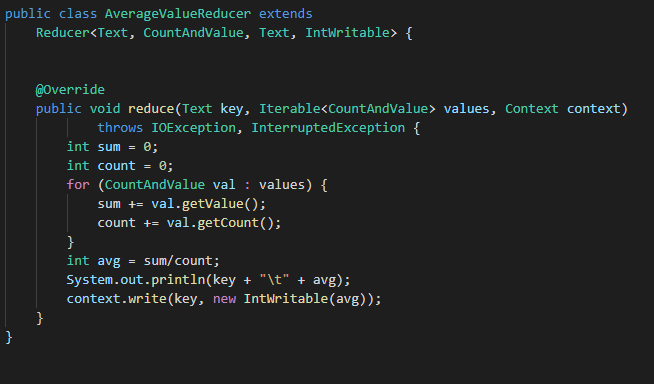 public class AverageValueReducer extends
Reducer<Text, CountAndValue, Text, IntWritable> {
@Override
public void reduce(Text key, Iterable<CountAndValue> values, Context context)
throws IOException, InterruptedException {
int sum = 0;
int count = 0;
for (CountAndValue val : values) {
sum += val.getValue();
count += val.getCount();
}
int avg = sum/count;
System.out.println(key + "\t" + avg);
context.write(key, new IntWritable(avg));
}
}